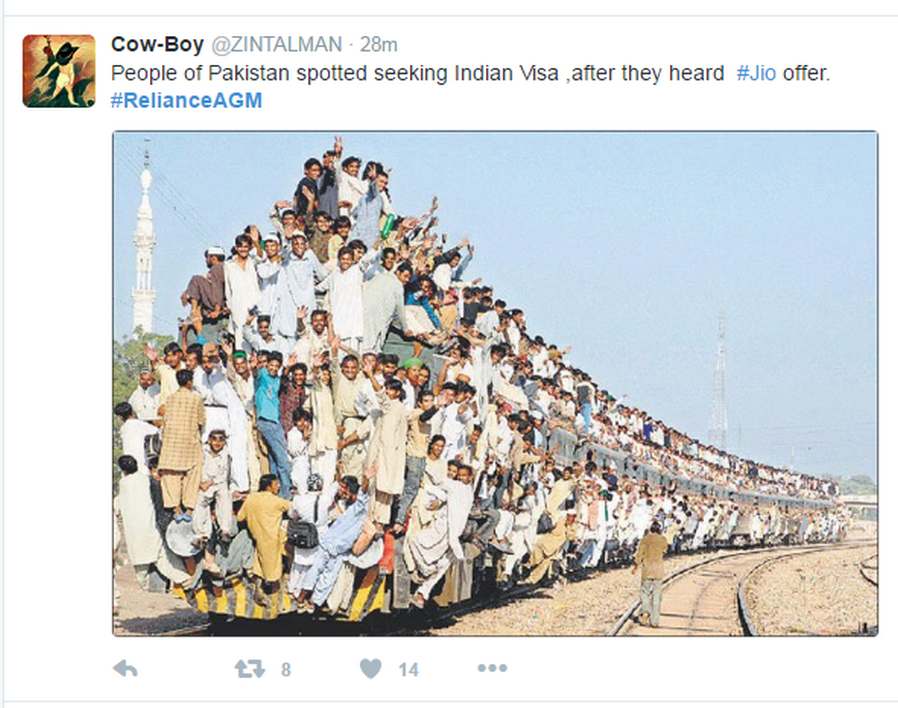 Cow-Boy @ZINTALMAN · 28m
People of Pakistan spotted seeking Indian Visa ,after they heard #Jio offer.
#RelianceAGM
8 14